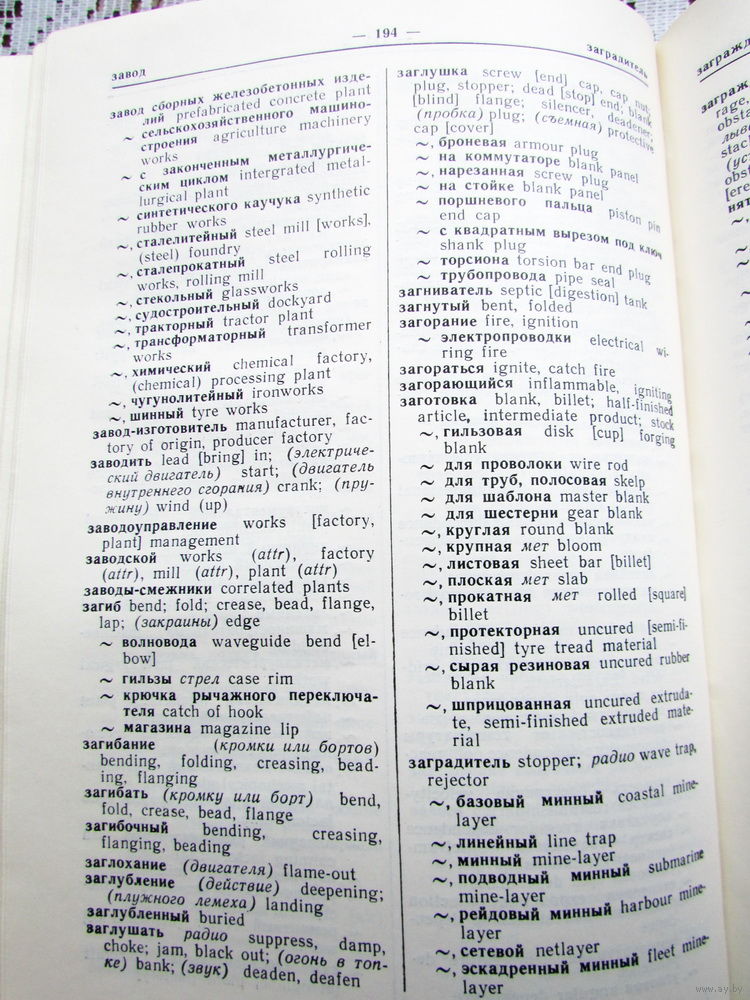 — 194 —
завод
заградитель
завод сборных железобетонных изде-
лий prefabricated concrete plant
~ сельскохозяйственного машино-
строения agriculture machinery
works
~ с законченным металлургиче-
ским циклом intergrated metal-
lurgical plant
~ синтетического каучука synthetic
rubber works
~, сталелитейный steel mill [works],
(steel) foundry
~, сталепрокатный steel rolling
works, rolling mill
~, стекольный glassworks
~, судостроительный dockyard
~, тракторный tractor plant
~, трансформаторный transformer
works
~, химический chemical factory,
(chemical) processing plant
~, чугунолитейный ironworks
~, шинный tyre works
завод-изготовитель manufacturer, fac-
tory of origin, producer factory
заводить lead [bring] in; (электриче-
ский двигатель) start; (двигатель
внутреннего сгорания) crank; (пру-
жину) wind (up)
заводоуправление works [factory,
plant] management
заводской works (attr), factory
(attr), mill (attr), plant (attr)
заводы-смежники correlated plants
загиб bend; fold; crease, bead, flange,
lap; (закраины) edge
~ волновода waveguide bend [el-
bow]
~ гильзы стрел case rim
~ крючка рычажного переключа-
теля catch of hook
~ магазина magazine lip
загибание (кромки или бортов)
bending, folding, creasing, bead-
ing, flanging
загибать (кромку или борт) bend,
fold, crease, bead, flange
загибочный bending, creasing,
flanging, beading
заглохание (двигателя) flame-out
заглубление (действие) deepening;
(плужного лемеха) landing
заглубленный buried
ваглушать радио suppress, damp,
choke; jam, black out; (огонь в топ-
ке) bank; (звук) deaden, deafen
заглушка screw [end] cap, cap nut;
plug, stopper; dead [stop] end; blank
[blind] flange; silencer, deadener;
(пробка) plug; (съемная) protective
cap [cover]
~, броневая armour plug
~ на коммутаторе blank panel
~, нарезанная screw plug
~ на стойке blank panel
~ поршневого пальца piston pin
end cap
~ с квадратным вырезом под ключ
shank plug
~ торсиона torsion bar end plug
~ трубопровода pipe seal
загниватель septic [digestion] tank
загнутый bent, folded
загорание fire, ignition
~ электропроводки electrical wi-
ring fire
загораться ignite, catch fire
загорающийся inflammable, igniting
заготовка blank, billet; half-finished
article, intermediate product; stock
~, гильзовая disk [cup] forging
blank
~ для проволоки wire rod
~ для труб, полосовая skelp
~ для шаблона master blank
~ для шестерни gear blank
~, круглая round blank
~, крупная мет bloom
~, листовая sheet bar [billet]
~, плоская мет slab
~, прокатная мет rolled [square]
billet
~, протекторная uncured [semi-fi-
nished] tyre tread material
~, сырая резиновая uncured rubber
blank
~, шприцованная uncured extruda-
te, semi-finished extruded mate-
rial
заградитель stopper; радио wave trap,
rejector
~, базовый минный coastal mine-
layer
~, линейный line trap
~, минный mine-layer
~, подводный минный submarine
mine-layer
~, рейдовый минный harbour mine-
layer
~, сетевой netlayer
~, эскадренный минный fleet mine-
layer
www.ay.by